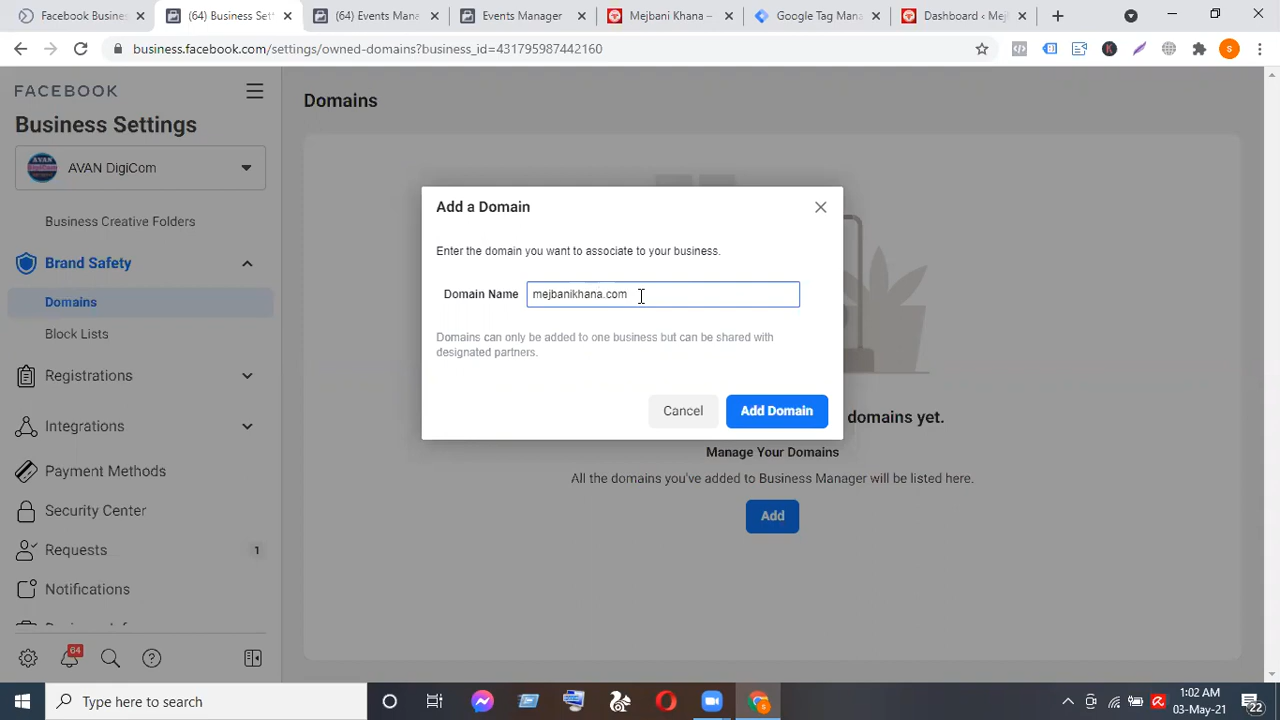 Facebook Busines
(64) Business Set
(64) Events Mana
Events Manager
Mejbani Khana –
Google Tag Mana
Dashboard ‹ Mejl
business.facebook.com/settings/owned-domains?business_id=431795987442160
s
FACEBOOK
Business Settings
AVAN
AVAN DigiCom
Business Creative Folders
Brand Safety
Domains
Block Lists
Registrations
Integrations
Payment Methods
Security Center
Requests
1
Notifications
64
Domains
Add a Domain
Enter the domain you want to associate to your business.
Domain Name
mejbanikhana.com
Domains can only be added to one business but can be shared with
designated partners.
Cancel
Add Domain
domains yet.
Manage Your Domains
All the domains you've added to Business Manager will be listed here.
Add
Type here to search
1:02 AM
03-May-21
22